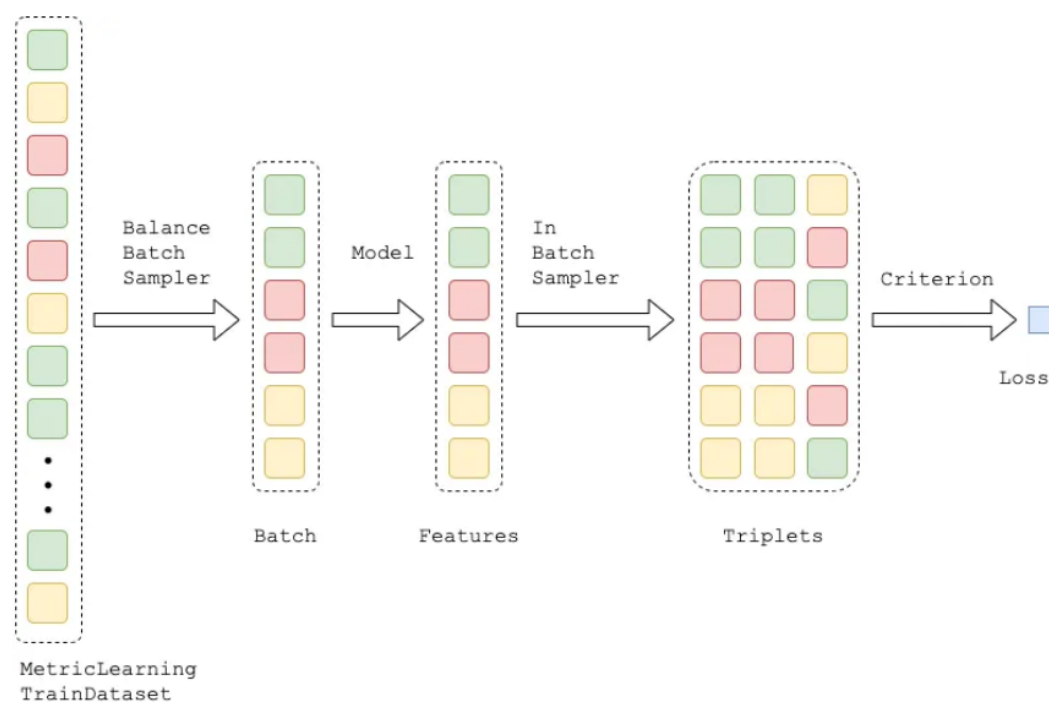 Balance
Batch
Sampler
Model
In
Batch
Sampler
Criterion
Loss
Batch
Features
Triplets
MetricLearning
TrainDataset